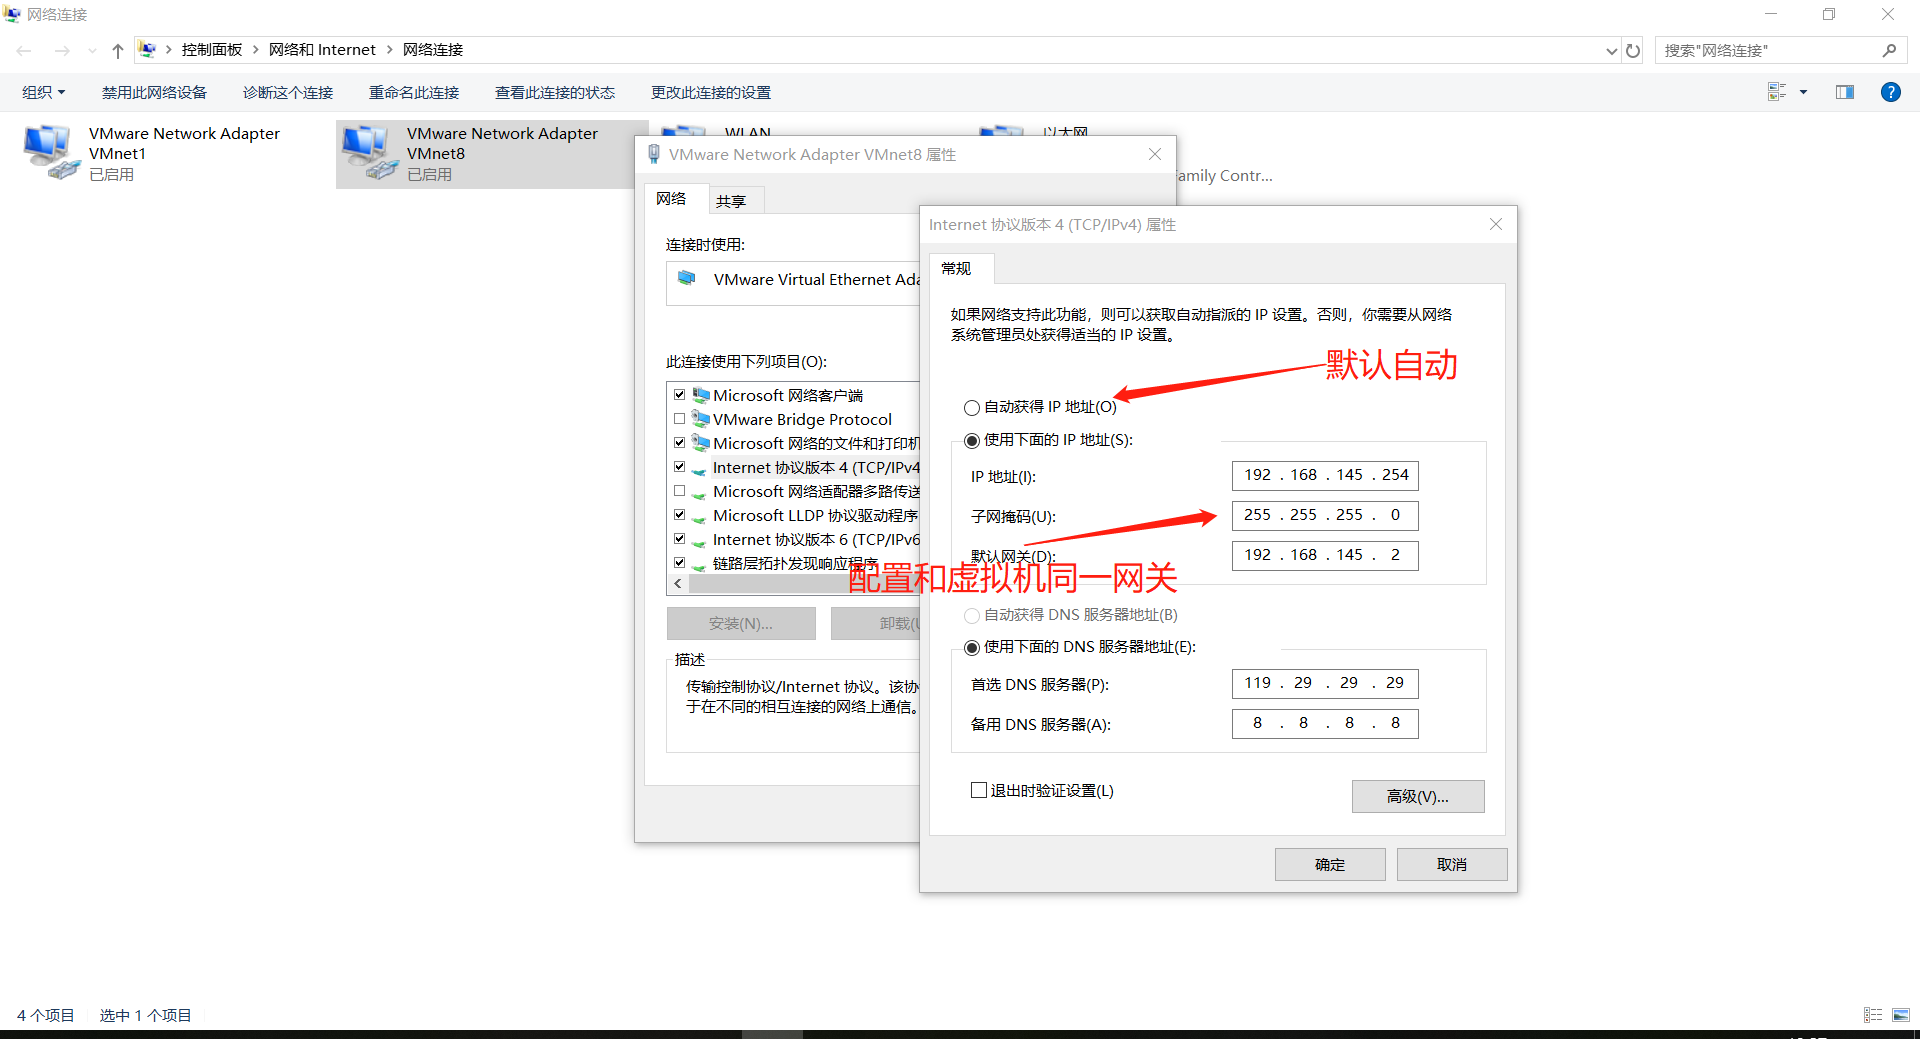 网络连接
控制面板 > 网络和 Internet > 网络连接
搜索"网络连接"
组织
禁用此网络设备
诊断这个连接
重命名此连接
查看此连接的状态
更改此连接的设置
VMware Network Adapter
VMnet1
已启用
VMware Network Adapter
VMnet8
已启用
WLAN
以太网
amily Contr...
VMware Network Adapter VMnet8 属性
网络
共享
连接时使用:
VMware Virtual Ethernet Ada
此连接使用下列项目(O):
Microsoft 网络客户端
VMware Bridge Protocol
Microsoft 网络的文件和打印机
Internet 协议版本 4 (TCP/IPv4
Microsoft 网络适配器多路传送
Microsoft LLDP 协议驱动程序
Internet 协议版本 6 (TCP/IPv6
链路层拓扑发现响应程序
安装(N)...
卸载(U
描述
传输控制协议/Internet 协议。该协
于在不同的相互连接的网络上通信。
Internet 协议版本 4 (TCP/IPv4) 属性
常规
如果网络支持此功能，则可以获取自动指派的 IP 设置。否则，你需要从网络
系统管理员处获得适当的 IP 设置。
默认自动
自动获得 IP 地址(O)
使用下面的 IP 地址(S):
IP 地址(I):
192 . 168 . 145 . 254
子网掩码(U):
255 . 255 . 255 . 0
默认网关(D):
192 . 168 . 145 . 2
配置和虚拟机同一网关
自动获得 DNS 服务器地址(B)
使用下面的 DNS 服务器地址(E):
首选 DNS 服务器(P):
119 . 29 . 29 . 29
备用 DNS 服务器(A):
8 . 8 . 8 . 8
退出时验证设置(L)
高级(V)...
确定
取消
4 个项目
选中 1 个项目